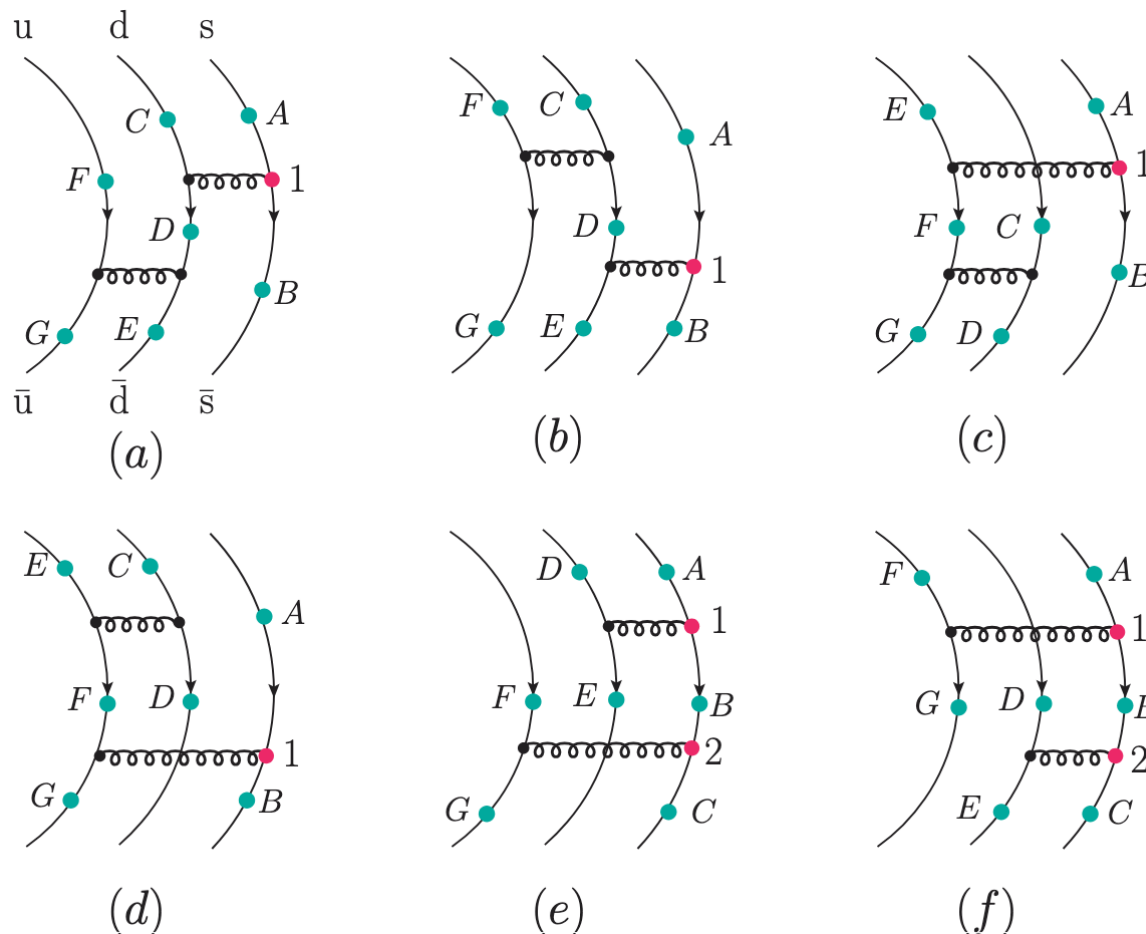 u d s
F C A 1
D
G E B
ū d̄ s̄
(a)
F C A
D 1
G E B
(b)
E A 1
F C B
G D
(c)
E C A
F D 1
G B
(d)
D A 1
F E B 2
G C
(e)
F A 1
G D B 2
E C
(f)